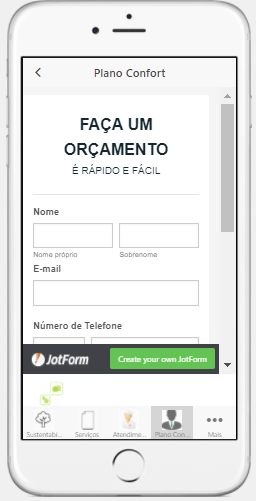 Plano Confort
FAÇA UM
ORÇAMENTO
É RÁPIDO E FÁCIL
Nome
Nome próprio Sobrenome
E-mail
Número de Telefone
JotForm Create your own JotForm
Sustentabi... Serviços Atendime... Plano Con... Mais